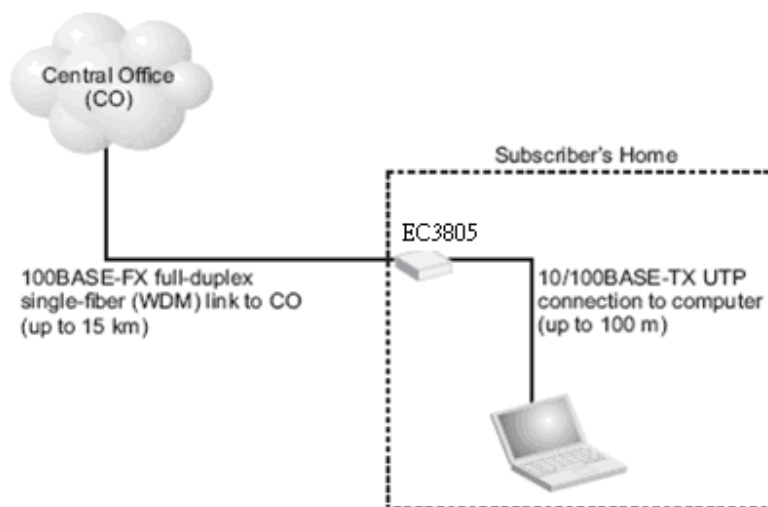 Central Office
(CO)
Subscriber's Home
EC3805
100BASE-FX full-duplex
single-fiber (WDM) link to CO
(up to 15 km)
10/100BASE-TX UTP
connection to computer
(up to 100 m)